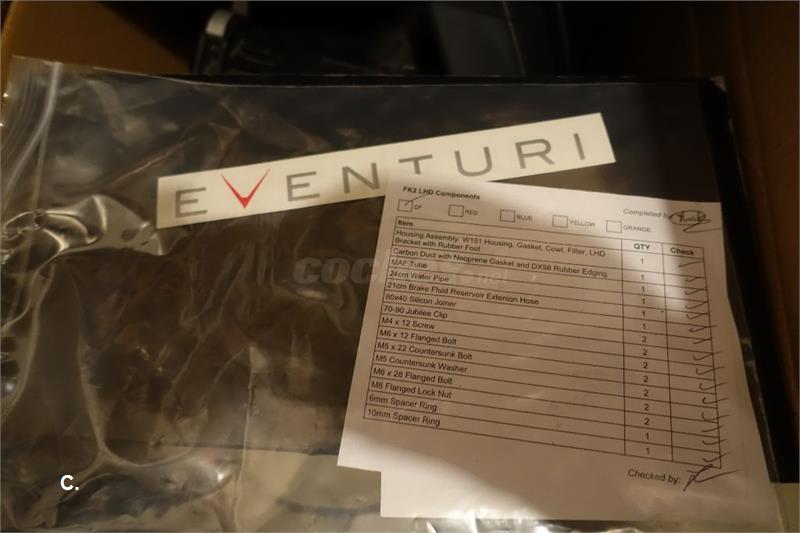 EVENTURI
FK2 LHD Components
CF RED BLUE YELLOW ORANGE
Completed by:
Item QTY Check
Housing Assembly: W151 Housing, Gasket, Cowl, Filter, LHD
Bracket with Rubber Foot 1
Carbon Duct with Neoprene Gasket and DX98 Rubber Edging 1
MAF Tube 1
24cm Water Pipe 1
21cm Brake Fluid Reservoir Extenion Hose 1
80x40 Silicon Joiner 1
70-90 Jubilee Clip 2
M4 x 12 Screw 2
M6 x 12 Flanged Bolt 2
M5 x 22 Countersunk Bolt 2
M5 Countersunk Washer 2
M6 x 28 Flanged Bolt 2
M6 Flanged Lock Nut 2
6mm Spacer Ring 1
10mm Spacer Ring 1
Checked by:
C.